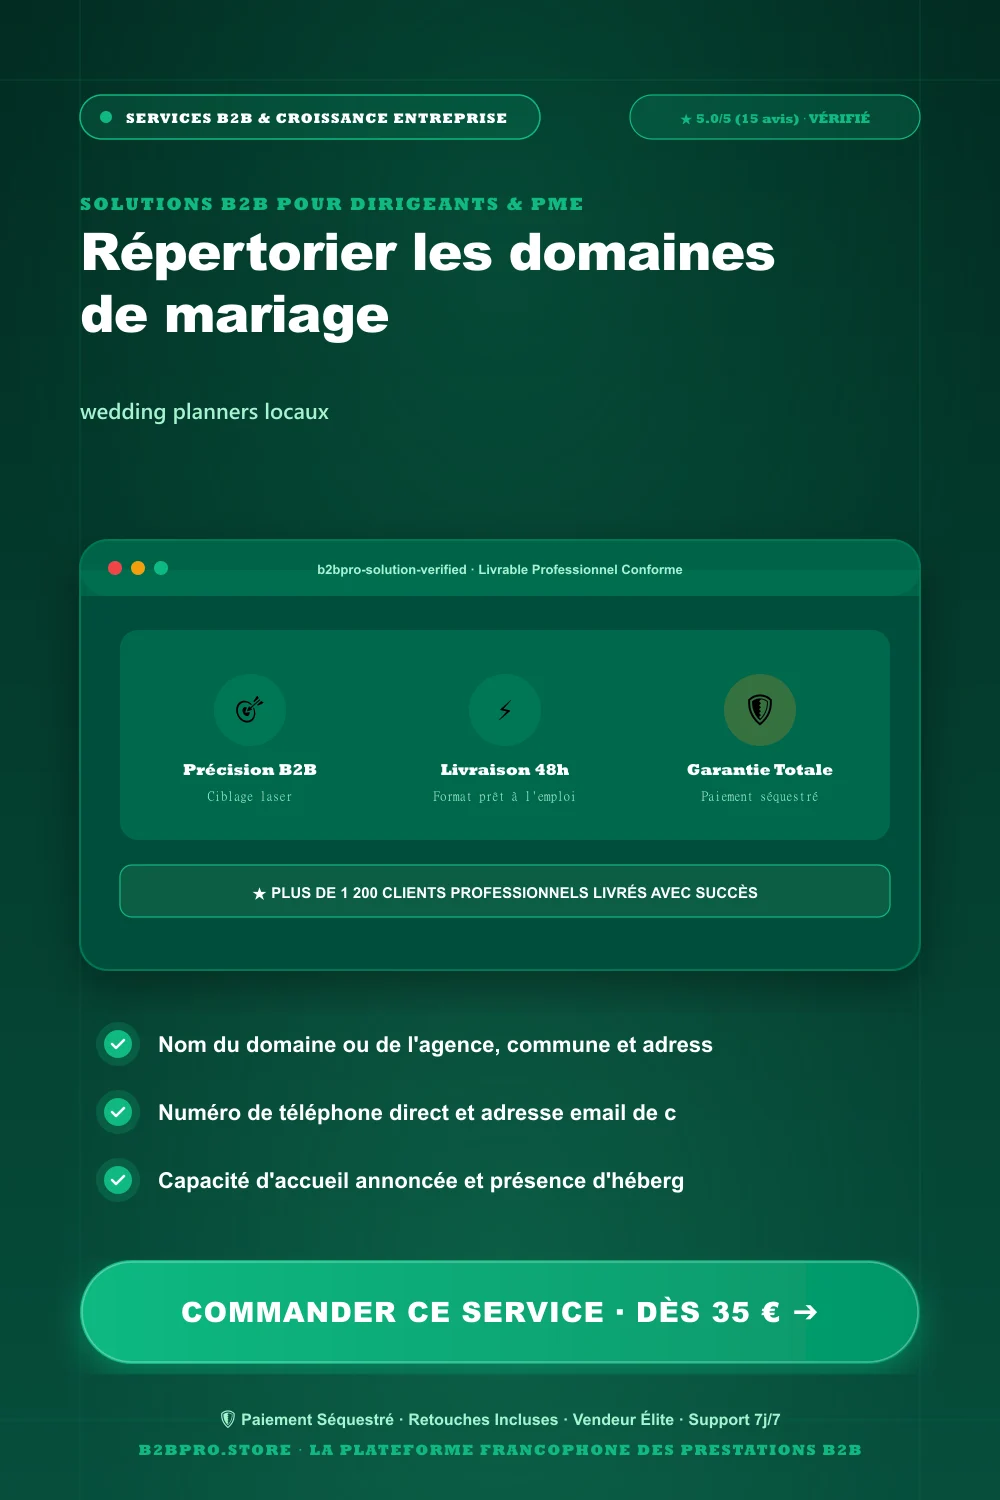 SERVICES B2B & CROISSANCE ENTREPRISE
★ 5.0/5 (15 avis) · VÉRIFIÉ
SOLUTIONS B2B POUR DIRIGEANTS & PME
Répertorier les domaines
de mariage
wedding planners locaux
b2bpro-solution-verified · Livrable Professionnel Conforme
Précision B2B
Ciblage laser
Livraison 48h
Format prêt à l'emploi
Garantie Totale
Paiement séquestré
★ PLUS DE 1 200 CLIENTS PROFESSIONNELS LIVRÉS AVEC SUCCÈS
Nom du domaine ou de l'agence, commune et adress
Numéro de téléphone direct et adresse email de c
Capacité d'accueil annoncée et présence d'héberg
COMMANDER CE SERVICE · DÈS 35 € →
Paiement Séquestré · Retouches Incluses · Vendeur Élite · Support 7j/7
B2BPRO.STORE · LA PLATEFORME FRANCOPHONE DES PRESTATIONS B2B